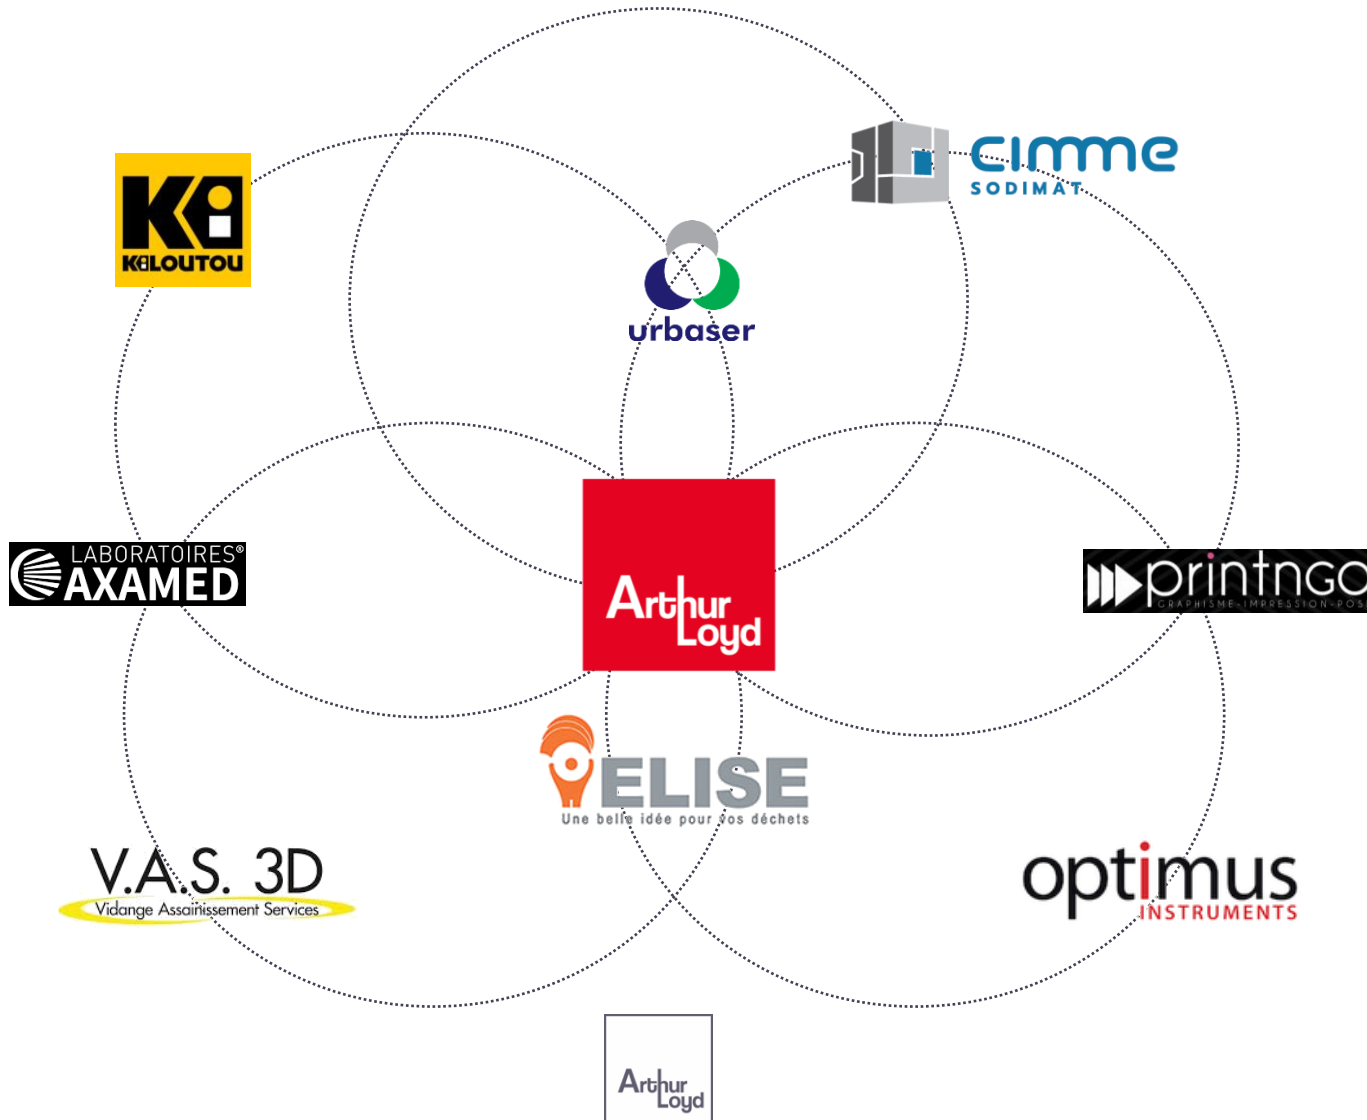 cimme
SODIMAT
Ki
KiLOUTOU
urbaser
LABORATOIRES®
AXAMED
printngo
GRAPHISME-IMPRESSION-POS
Arthur
Loyd
ELISE
Une belle idée pour vos déchets
V.A.S. 3D
Vidange Assainissement Services
optimus
INSTRUMENTS
Arthur
Loyd